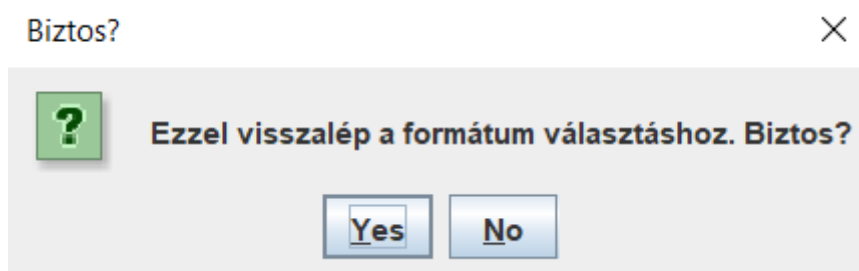 Biztos?
Ezzel visszalép a formátum választáshoz. Biztos?
Yes No